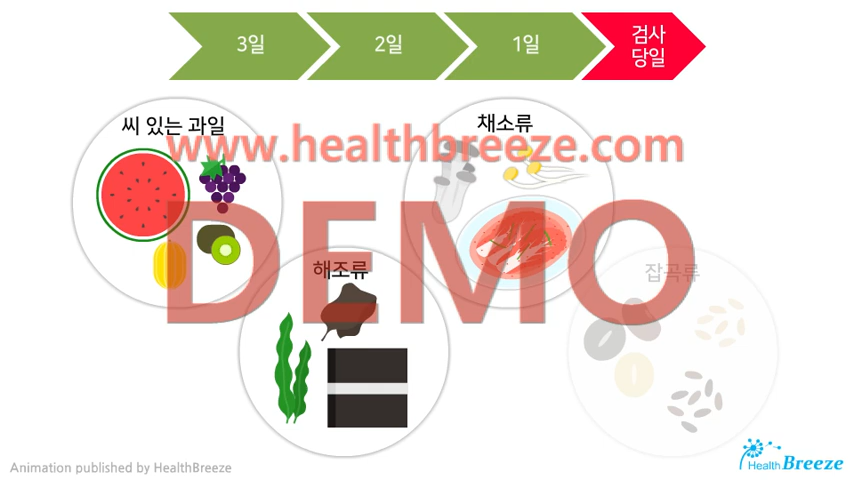 3일
2일
1일
검사
당일
씨 있는 과일
채소류
www.healthbreeze.com
DEMO
해조류
잡곡류
Animation published by HealthBreeze
Health Breeze